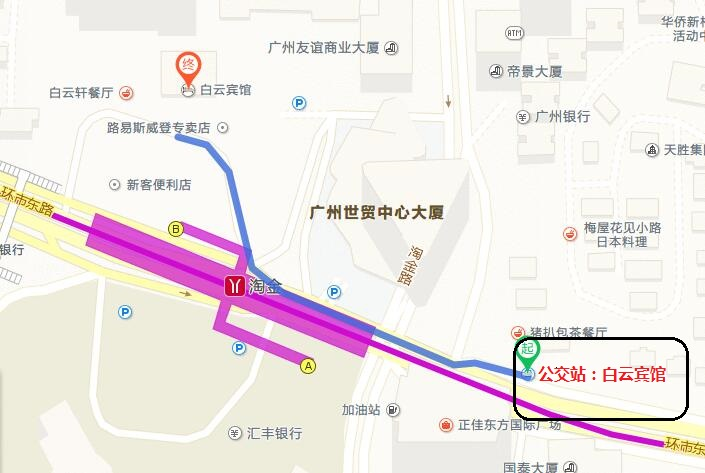 华侨新村
活动中
广州友谊商业大厦
ATM
帝景大厦
终
白云轩餐厅
白云宾馆
P
广州银行
路易斯威登专卖店
天胜集团
新客便利店
环市东路
广州世贸中心大厦
B
梅屋花见小路
日本料理
银行
淘金路
淘金
P
P
猪扒包茶餐厅
起
P
A
公交站：白云宾馆
加油站
正佳东方国际广场
汇丰银行
环市东
国泰大厦